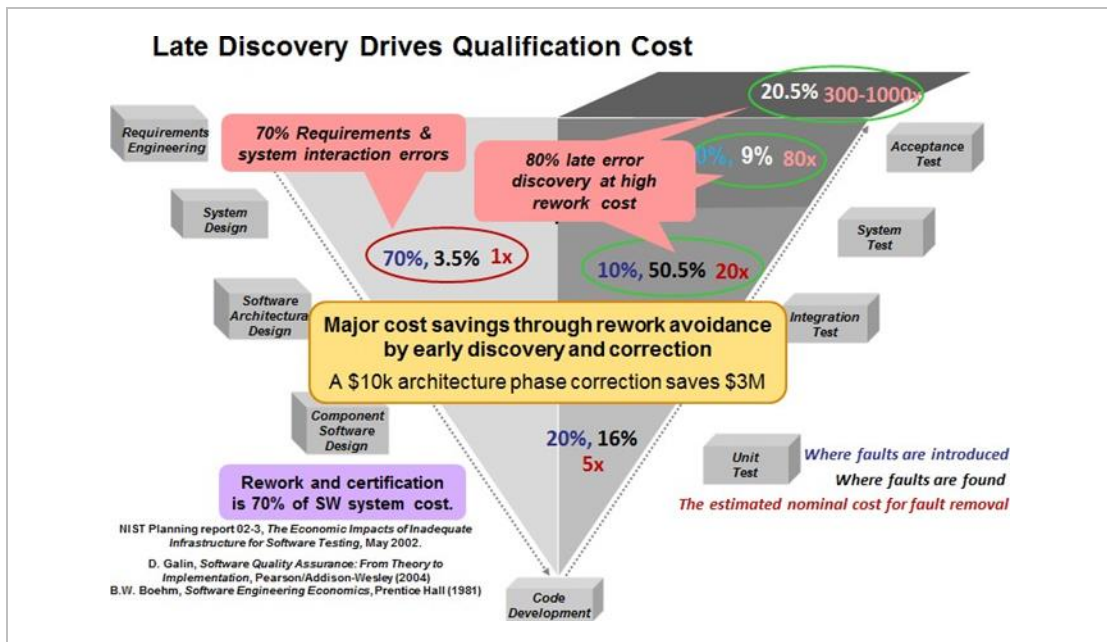 Late Discovery Drives Qualification Cost
20.5% 300-1000x
Requirements
Engineering
70% Requirements &
system interaction errors
80% late error
discovery at high
rework cost
0%, 9% 80x
Acceptance
Test
System
Design
System
Test
70%, 3.5% 1x
10%, 50.5% 20x
Software
Architectura
Design
Integration
Test
Major cost savings through rework avoidance
by early discovery and correction
A $10k architecture phase correction saves $3M
Component
Software
Design
20%, 16%
5x
Unit
Test
Where faults are introduced
Where faults are found
The estimated nominal cost for fault removal
Rework and certification
is 70% of SW system cost.
NIST Planning report 02-3, The Economic Impacts of Inadequate
Infrastructure for Software Testing, May 2002.
D. Galin, Software Quality Assurance: From Theory to
Implementation, Pearson/Addison-Wesley (2004)
B.W. Boehm, Software Engineering Economics, Prentice Hall (1981)
Code
Development